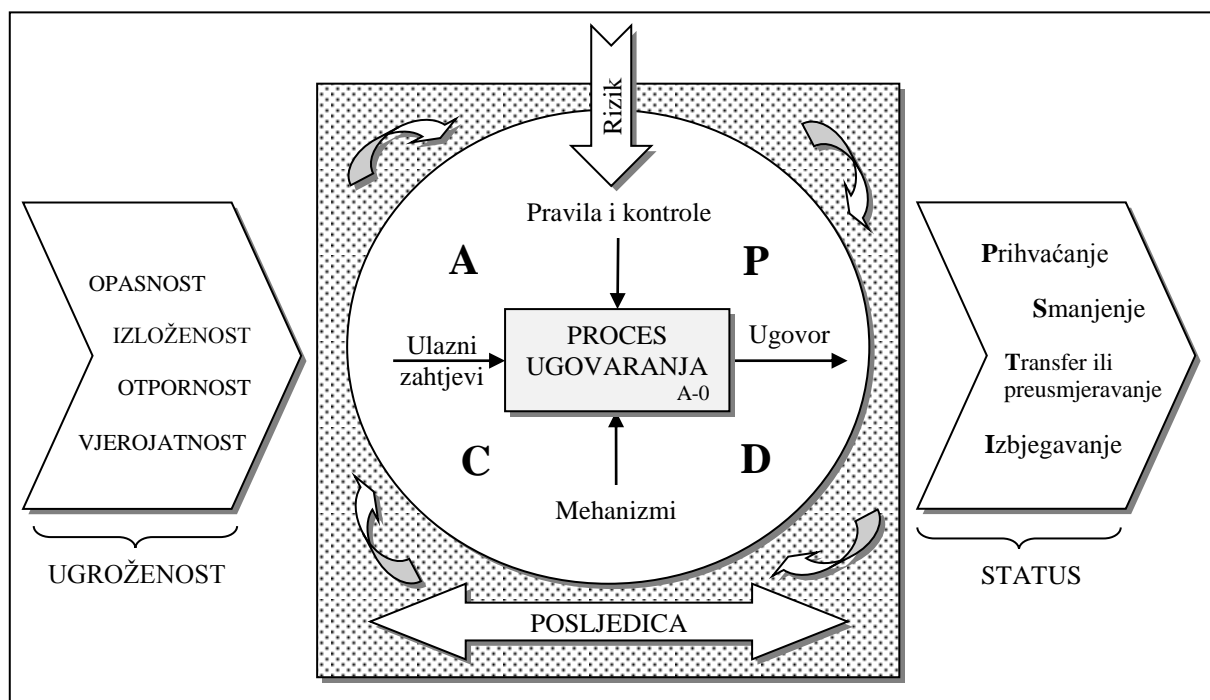 Rizik
Pravila i kontrole
A
P
Ulazni
zahtjevi
PROCES
UGOVARANJA
A-0
Ugovor
C
D
Mehanizmi
POSLJEDICA
OPASNOST
IZLOŽENOST
OTPORNOST
VJEROJATNOST
UGROŽENOST
Prihvaćanje
Smanjenje
Transfer ili
preusmjeravanje
Izbjegavanje
STATUS